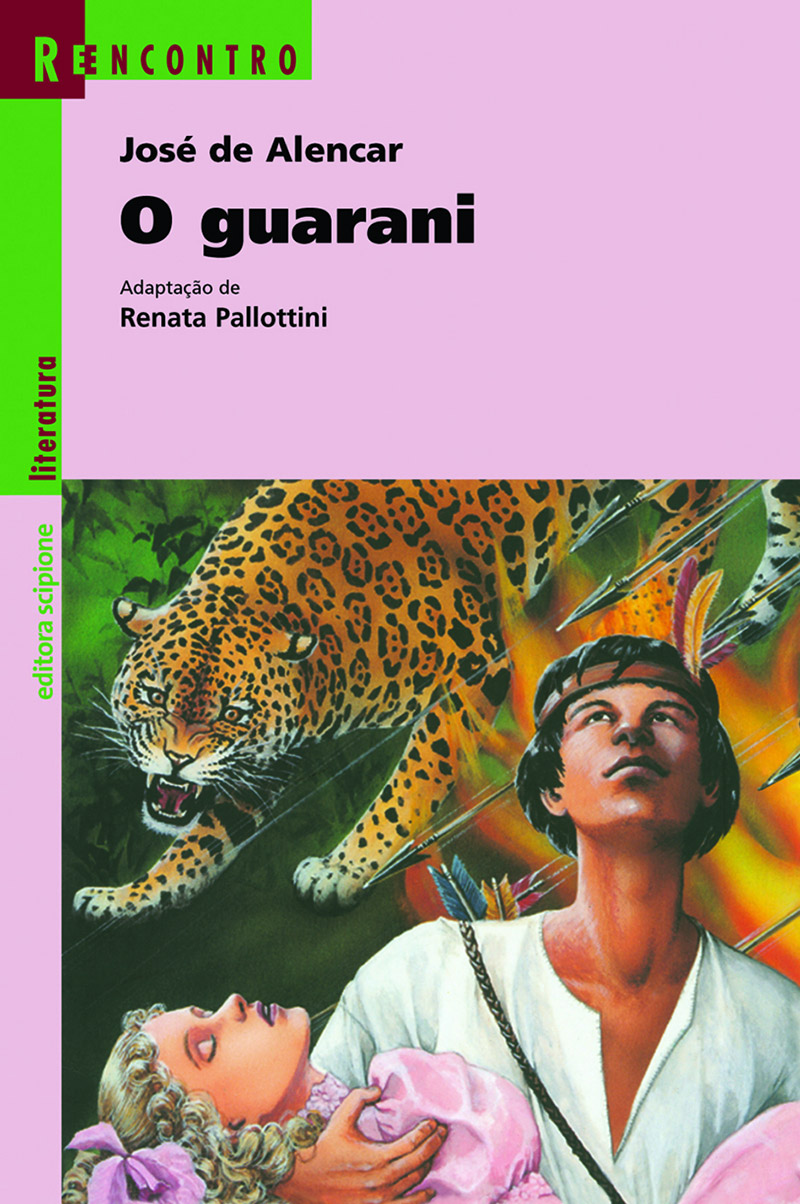 REENCONTRO
José de Alencar
O guarani
Adaptação de
Renata Pallottini
literatura
editora scipione